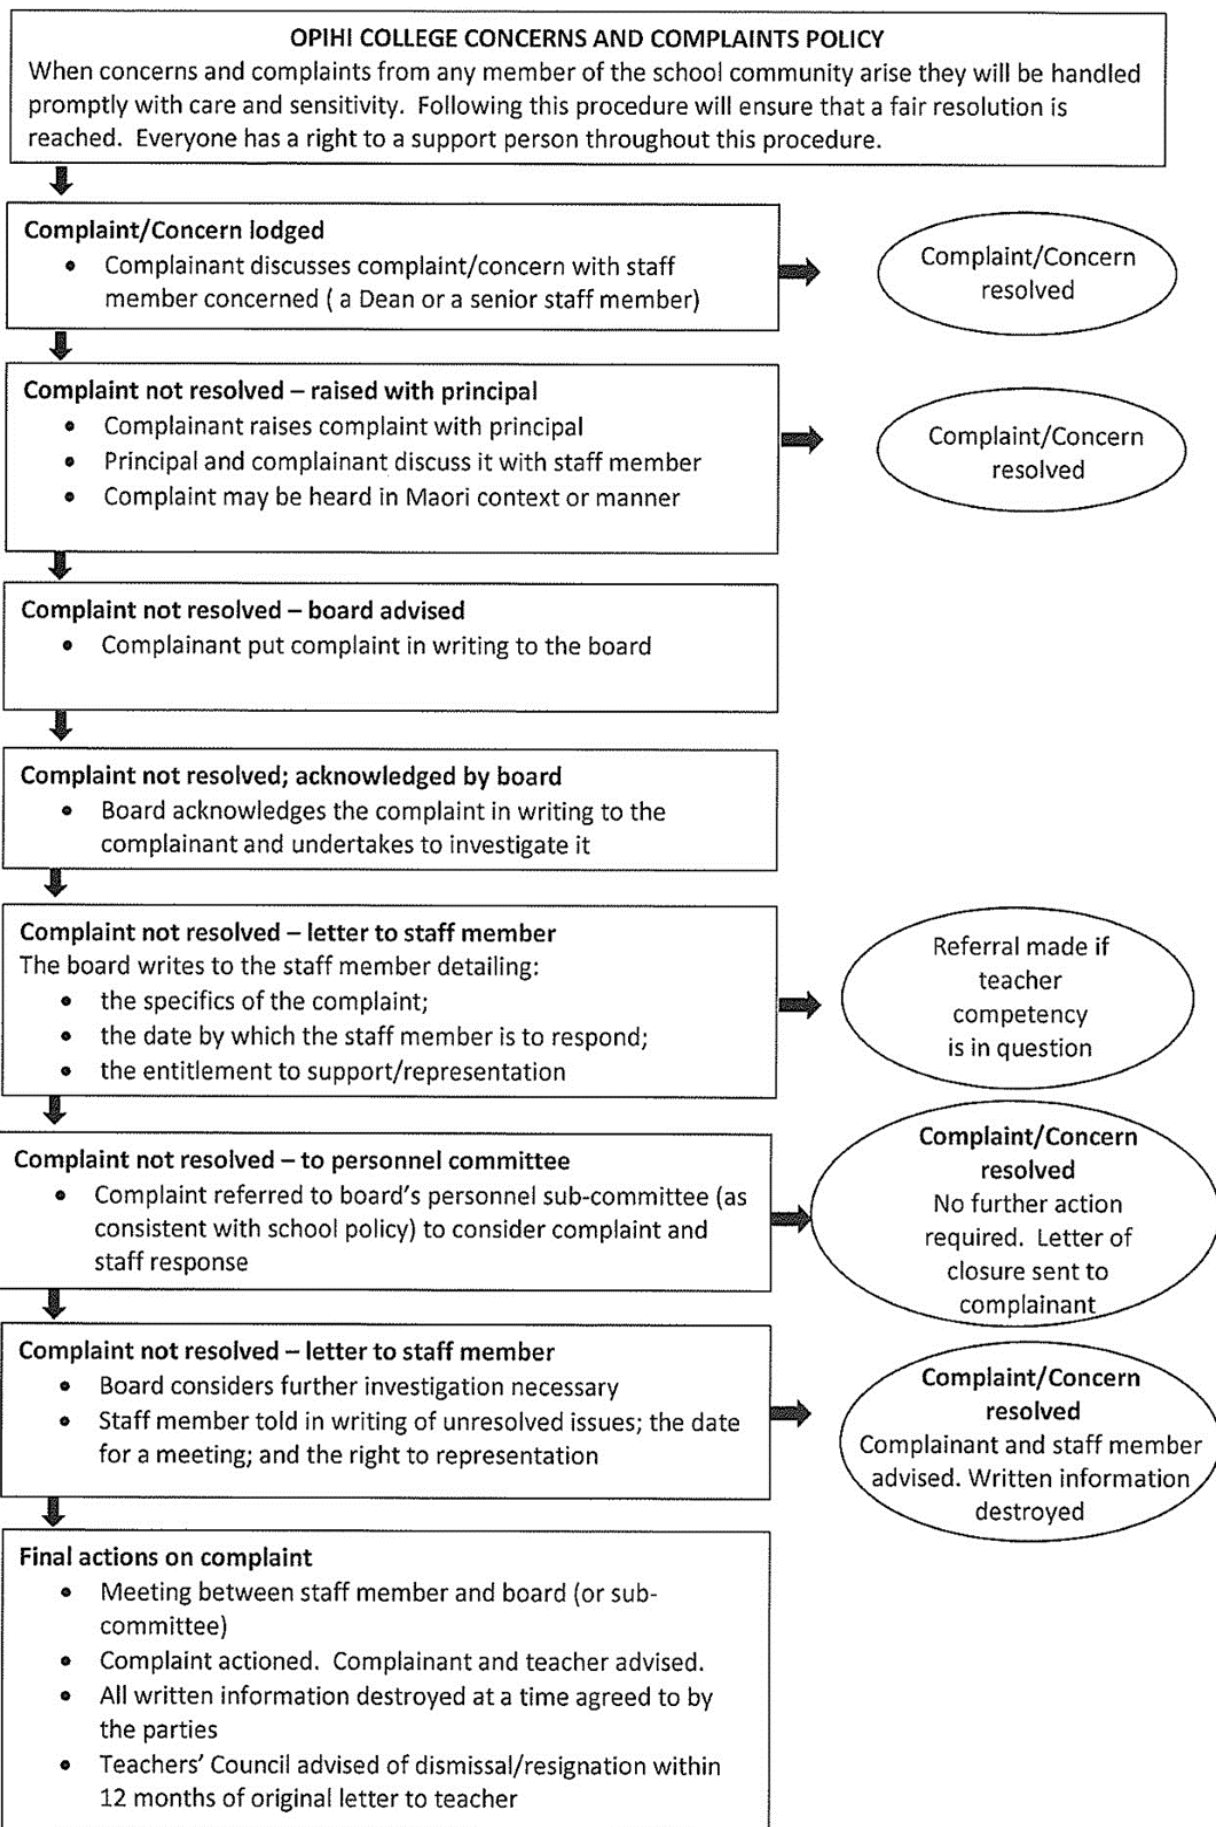 OPIHI COLLEGE CONCERNS AND COMPLAINTS POLICY
When concerns and complaints from any member of the school community arise they will be handled
promptly with care and sensitivity. Following this procedure will ensure that a fair resolution is
reached. Everyone has a right to a support person throughout this procedure.
Complaint/Concern lodged
• Complainant discusses complaint/concern with staff
member concerned ( a Dean or a senior staff member)
Complaint/Concern
resolved
Complaint not resolved – raised with principal
• Complainant raises complaint with principal
• Principal and complainant discuss it with staff member
• Complaint may be heard in Maori context or manner
Complaint/Concern
resolved
Complaint not resolved – board advised
• Complainant put complaint in writing to the board
Complaint not resolved; acknowledged by board
• Board acknowledges the complaint in writing to the
complainant and undertakes to investigate it
Complaint not resolved – letter to staff member
The board writes to the staff member detailing:
• the specifics of the complaint;
• the date by which the staff member is to respond;
• the entitlement to support/representation
Referral made if
teacher
competency
is in question
Complaint not resolved – to personnel committee
• Complaint referred to board's personnel sub-committee (as
consistent with school policy) to consider complaint and
staff response
Complaint/Concern
resolved
No further action
required. Letter of
closure sent to
complainant
Complaint not resolved – letter to staff member
• Board considers further investigation necessary
• Staff member told in writing of unresolved issues; the date
for a meeting; and the right to representation
Complaint/Concern
resolved
Complainant and staff member
advised. Written information
destroyed
Final actions on complaint
• Meeting between staff member and board (or sub-
committee)
• Complaint actioned. Complainant and teacher advised.
• All written information destroyed at a time agreed to by
the parties
• Teachers' Council advised of dismissal/resignation within
12 months of original letter to teacher